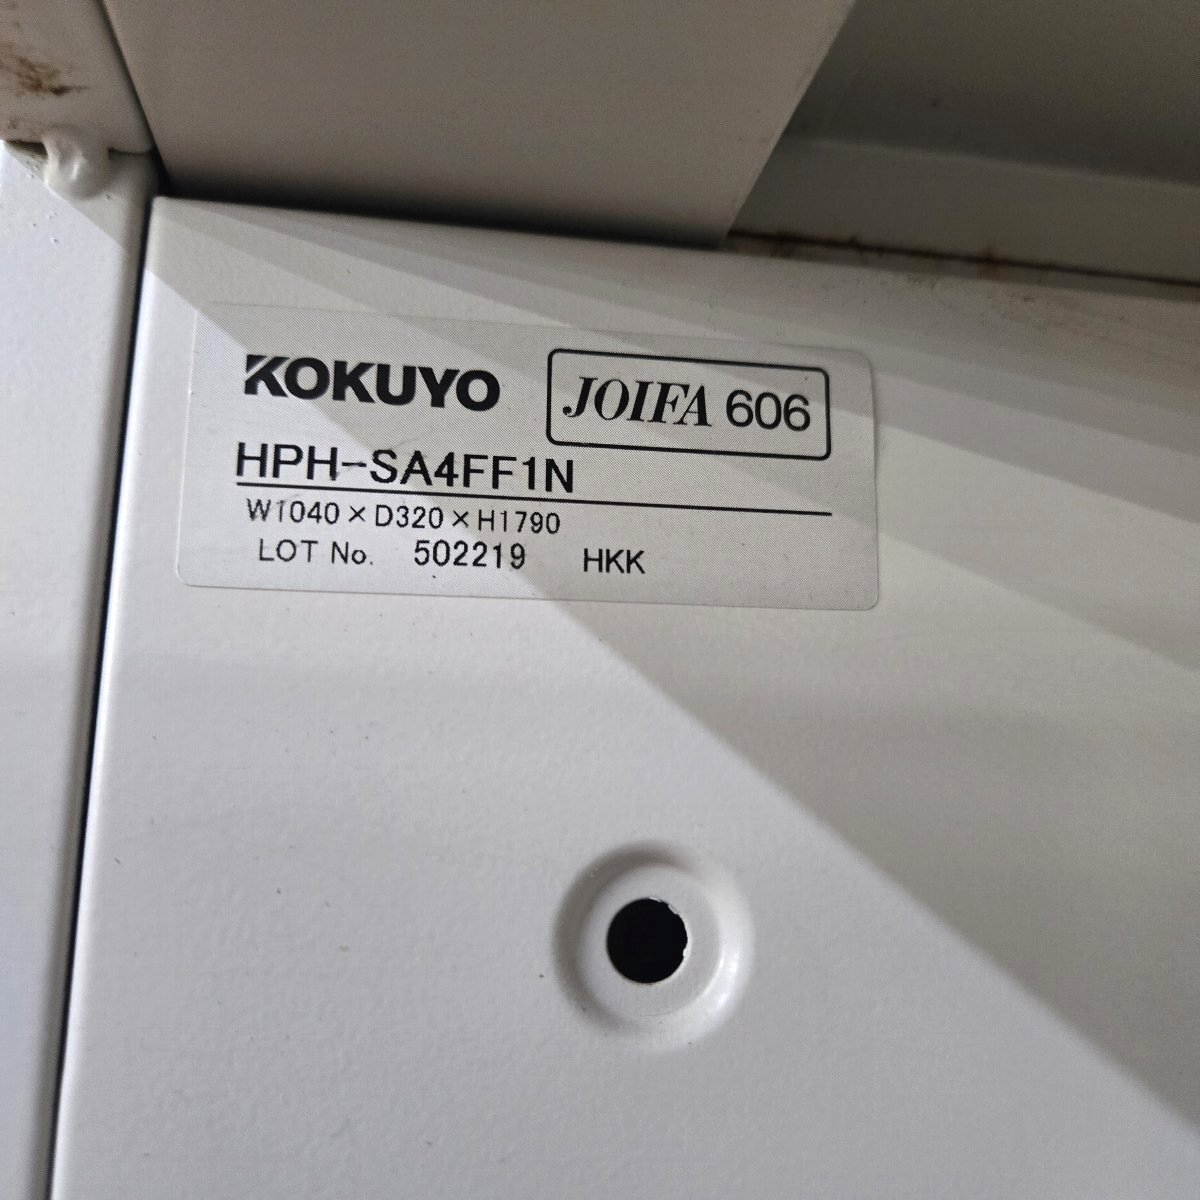 KOKUYO
JOIFA 606
HPH-SA4FF1N
W1040×D320×H1790
LOT No. 502219 HKK